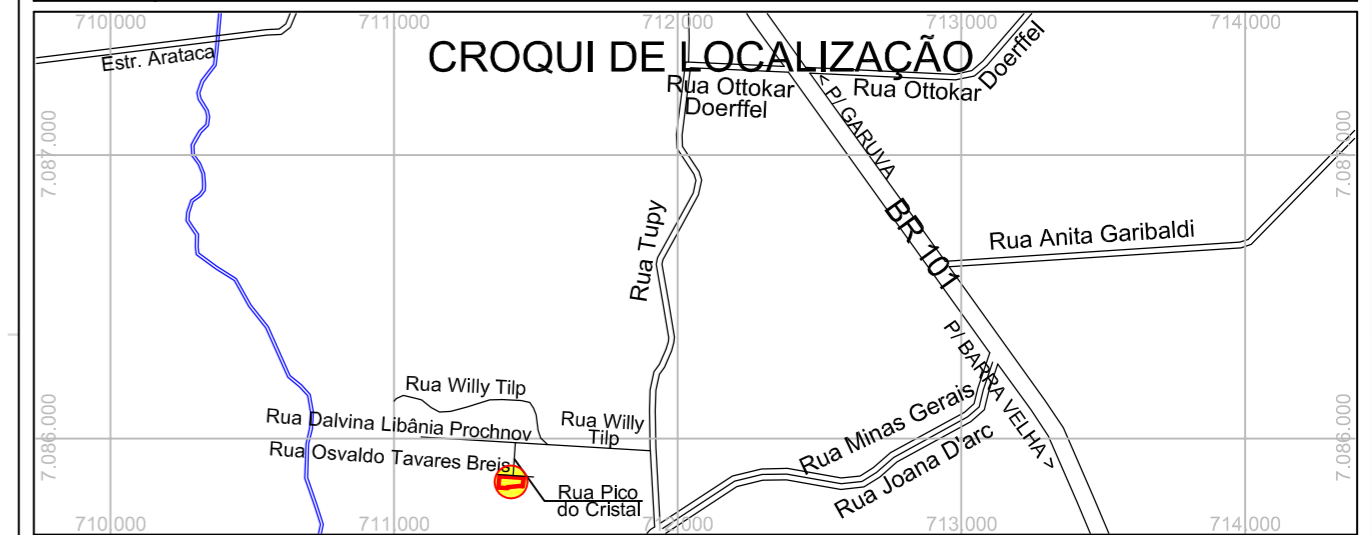 710.000 711.000 712.000 713.000 714.000
CROQUI DE LOCALIZAÇÃO
Estr. Arataca
Rua Ottokar
Doerffel
Rua Ottokar
Doerffel
< P/ GARUVA
7.087.000
7.087.000
BR 101
Rua Tupy
Rua Anita Garibaldi
P/ BARRA VELHA >
Rua Willy Tilp
Rua Dalvina Libânia Prochnov
Rua Willy
Tilp
Rua Osvaldo Tavares Breis
Rua Minas Gerais
Rua Joana D'arc
7.086.000
7.086.000
Rua Pico
do Cristal
710.000 711.000 712.000 713.000 714.000